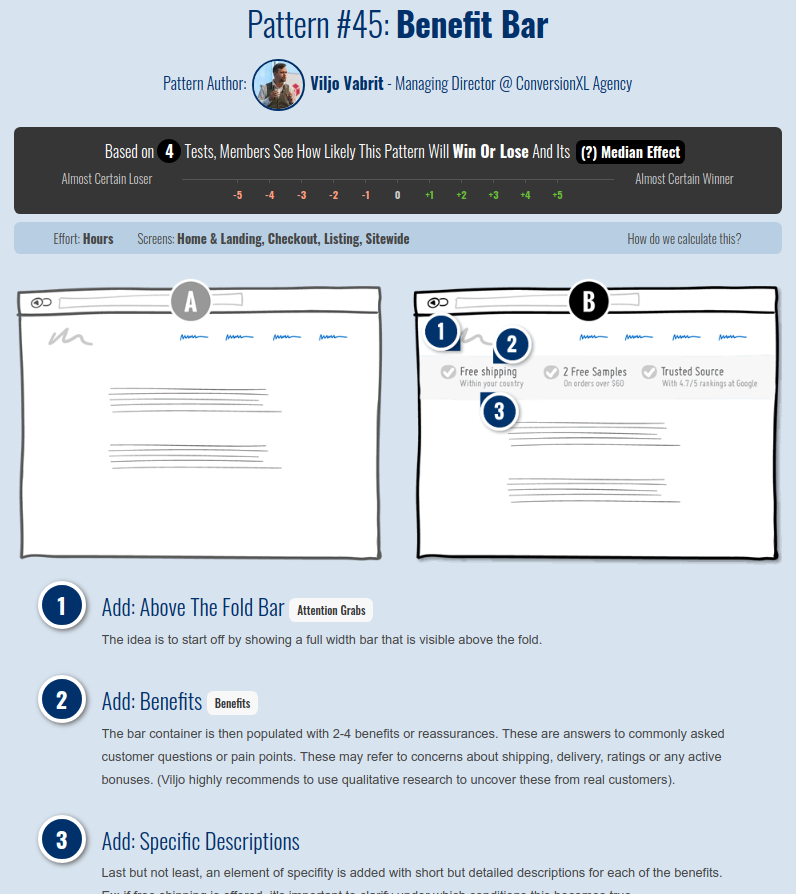 Pattern #45: Benefit Bar
Pattern Author: Viljo Vabrit - Managing Director @ ConversionXL Agency
Based on 4 Tests, Members See How Likely This Pattern Will Win Or Lose And Its (?) Median Effect
Almost Certain Loser
Almost Certain Winner
-5 -4 -3 -2 -1 0 +1 +2 +3 +4 +5
Effort: Hours Screens: Home & Landing, Checkout, Listing, Sitewide How do we calculate this?
A
B
1
2
Free shipping
Within your country
2 Free Samples
On orders over $60
Trusted Source
With 4.7/5 rankings at Google
3
1 Add: Above The Fold Bar Attention Grabs
The idea is to start off by showing a full width bar that is visible above the fold.
2 Add: Benefits Benefits
The bar container is then populated with 2-4 benefits or reassurances. These are answers to commonly asked
customer questions or pain points. These may refer to concerns about shipping, delivery, ratings or any active
bonuses. (Viljo highly recommends to use qualitative research to uncover these from real customers).
3 Add: Specific Descriptions
Last but not least, an element of specifity is added with short but detailed descriptions for each of the benefits.